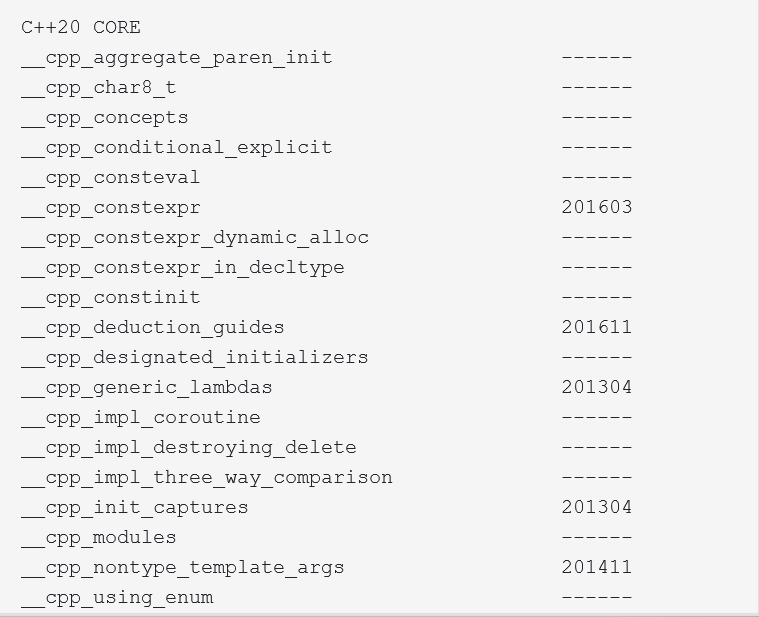 C++20 CORE
__cpp_aggregate_paren_init ------
__cpp_char8_t ------
__cpp_concepts ------
__cpp_conditional_explicit ------
__cpp_consteval ------
__cpp_constexpr 201603
__cpp_constexpr_dynamic_alloc ------
__cpp_constexpr_in_decltype ------
__cpp_constinit ------
__cpp_deduction_guides 201611
__cpp_designated_initializers ------
__cpp_generic_lambdas 201304
__cpp_impl_coroutine ------
__cpp_impl_destroying_delete ------
__cpp_impl_three_way_comparison ------
__cpp_init_captures 201304
__cpp_modules ------
__cpp_nontype_template_args 201411
__cpp_using_enum ------